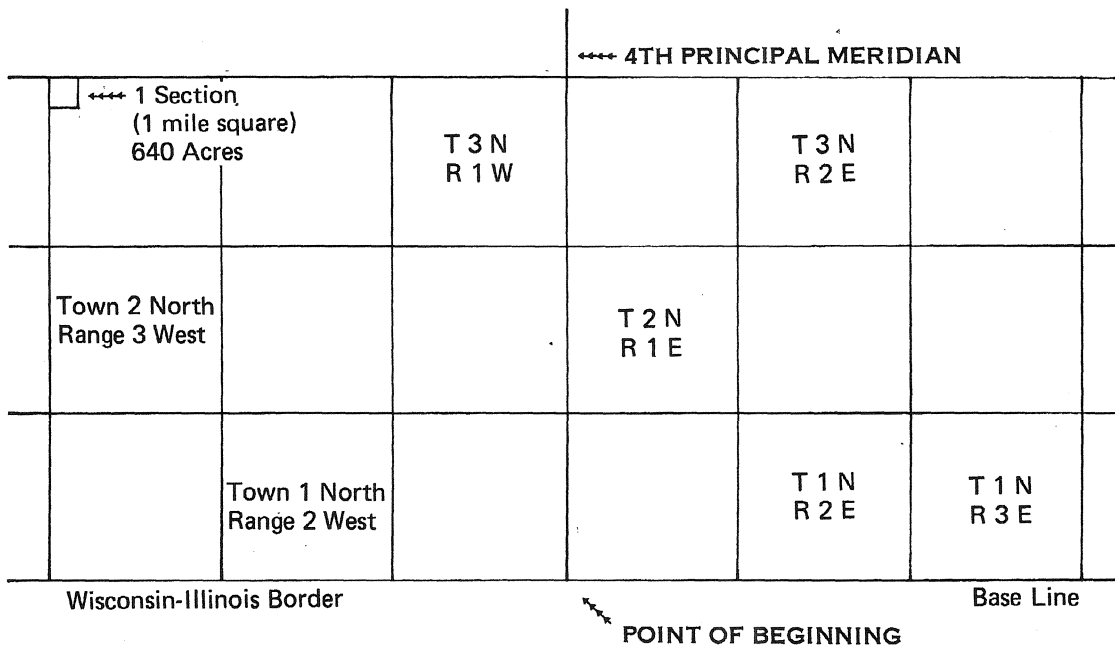 4TH PRINCIPAL MERIDIAN
1 Section
(1 mile square)
640 Acres
T 3 N
R 1 W
T 3 N
R 2 E
Town 2 North
Range 3 West
T 2 N
R 1 E
Town 1 North
Range 2 West
T 1 N
R 2 E
T 1 N
R 3 E
Wisconsin-Illinois Border
Base Line
POINT OF BEGINNING